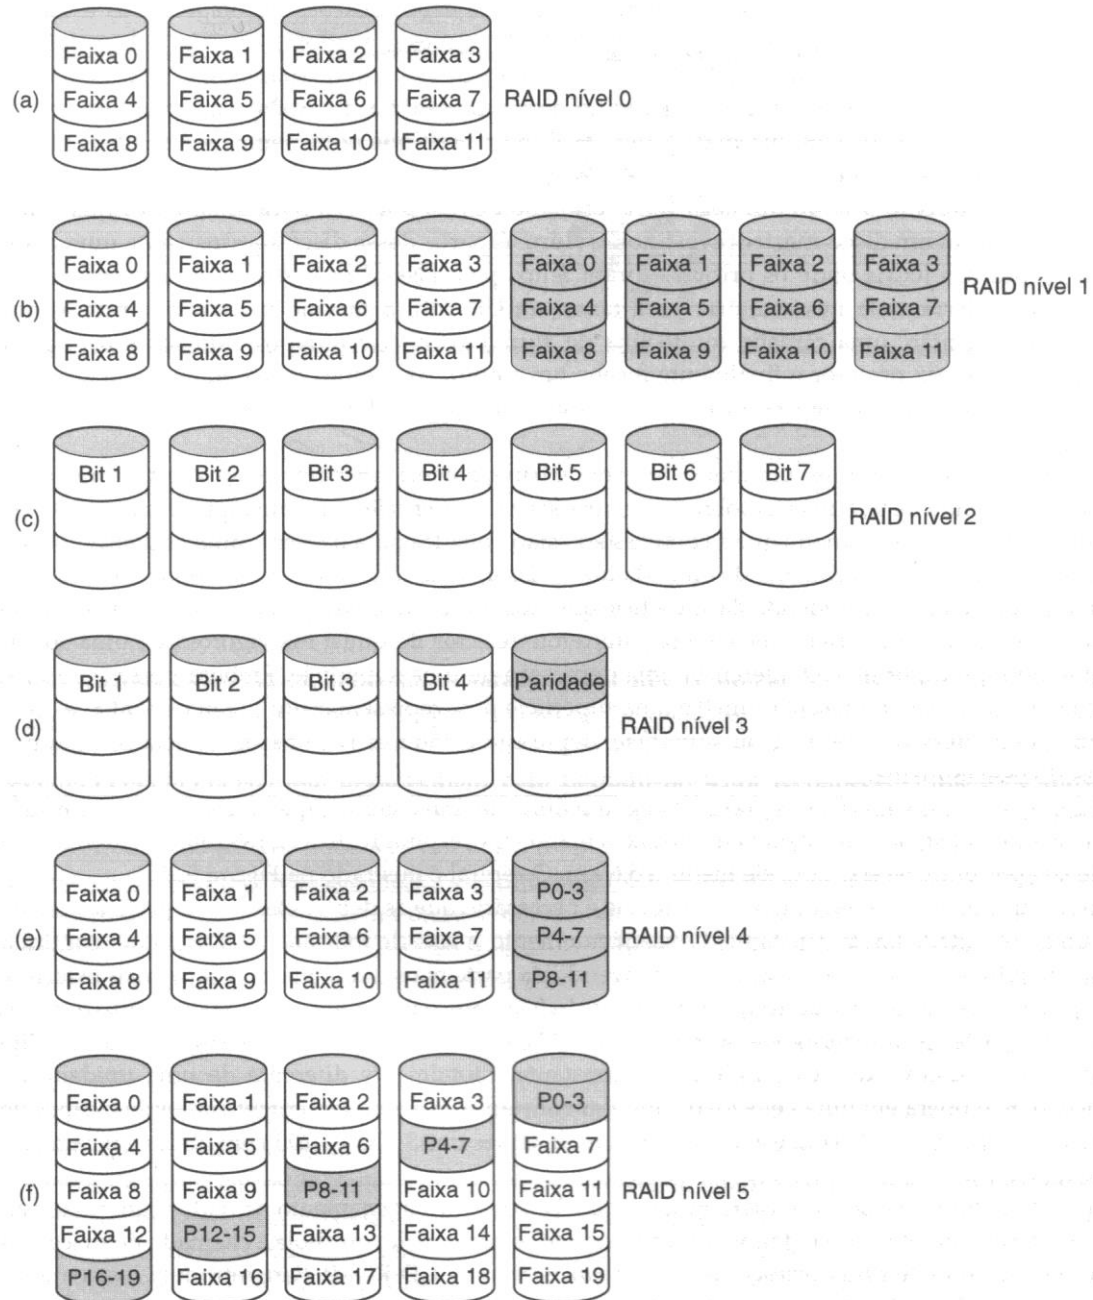 Faixa 0 Faixa 1 Faixa 2 Faixa 3
(a) Faixa 4 Faixa 5 Faixa 6 Faixa 7 RAID nível 0
Faixa 8 Faixa 9 Faixa 10 Faixa 11
Faixa 0 Faixa 1 Faixa 2 Faixa 3 Faixa 0 Faixa 1 Faixa 2 Faixa 3
RAID nível 1
(b) Faixa 4 Faixa 5 Faixa 6 Faixa 7 Faixa 4 Faixa 5 Faixa 6 Faixa 7
Faixa 8 Faixa 9 Faixa 10 Faixa 11 Faixa 8 Faixa 9 Faixa 10 Faixa 11
Bit 1 Bit 2 Bit 3 Bit 4 Bit 5 Bit 6 Bit 7
(c) RAID nível 2
Bit 1 Bit 2 Bit 3 Bit 4 Paridade
(d) RAID nível 3
Faixa 0 Faixa 1 Faixa 2 Faixa 3 P0-3
(e) Faixa 4 Faixa 5 Faixa 6 Faixa 7 P4-7 RAID nível 4
Faixa 8 Faixa 9 Faixa 10 Faixa 11 P8-11
Faixa 0 Faixa 1 Faixa 2 Faixa 3 P0-3
Faixa 4 Faixa 5 Faixa 6 P4-7 Faixa 7
(f) Faixa 8 Faixa 9 P8-11 Faixa 10 Faixa 11 RAID nível 5
Faixa 12 P12-15 Faixa 13 Faixa 14 Faixa 15
P16-19 Faixa 16 Faixa 17 Faixa 18 Faixa 19